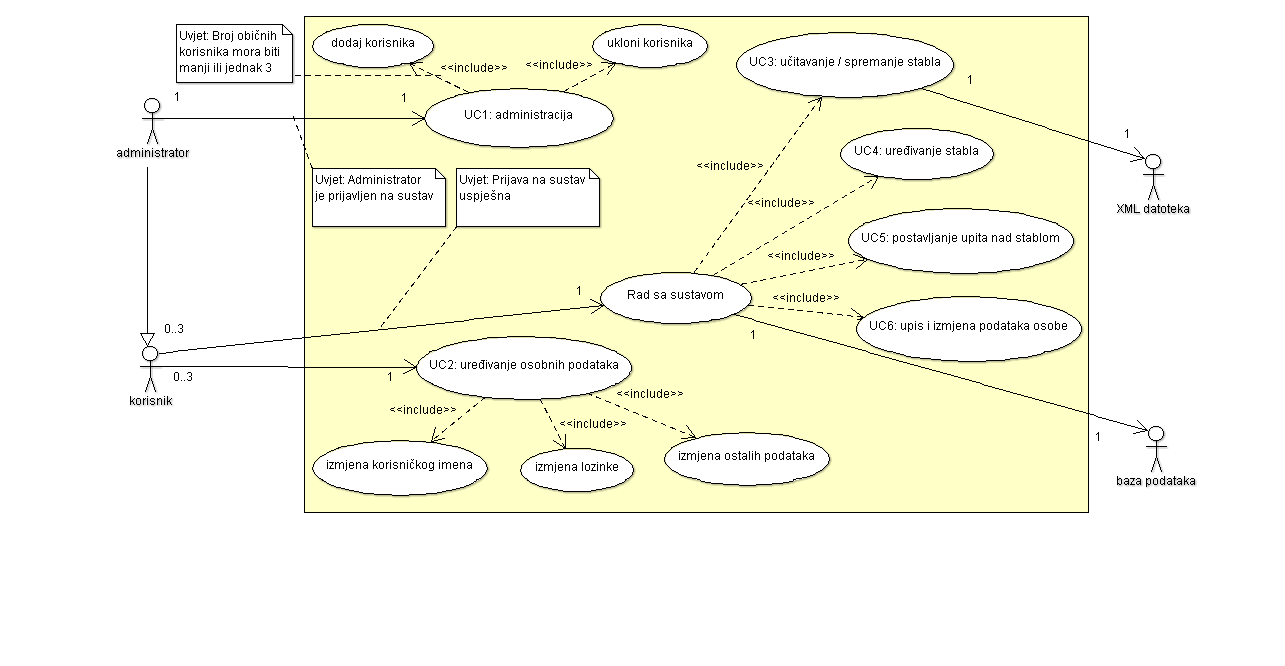 Uvjet: Broj običnih
korisnika mora biti
manji ili jednak 3
dodaj korisnika
ukloni korisnika
<<include>>
<<include>>
UC3: učitavanje / spremanje stabla
1
1
1
UC1: administracija
administrator
1
XML datoteka
UC4: uređivanje stabla
<<include>>
Uvjet: Administrator
je prijavljen na sustav
Uvjet: Prijava na sustav
uspješna
<<include>>
UC5: postavljanje upita nad stablom
<<include>>
Rad sa sustavom
1
<<include>>
UC6: upis i izmjena podataka osobe
0..3
1
korisnik
0..3
1
UC2: uređivanje osobnih podataka
<<include>>
<<include>>
<<include>>
izmjena korisničkog imena
izmjena lozinke
izmjena ostalih podataka
1
baza podataka